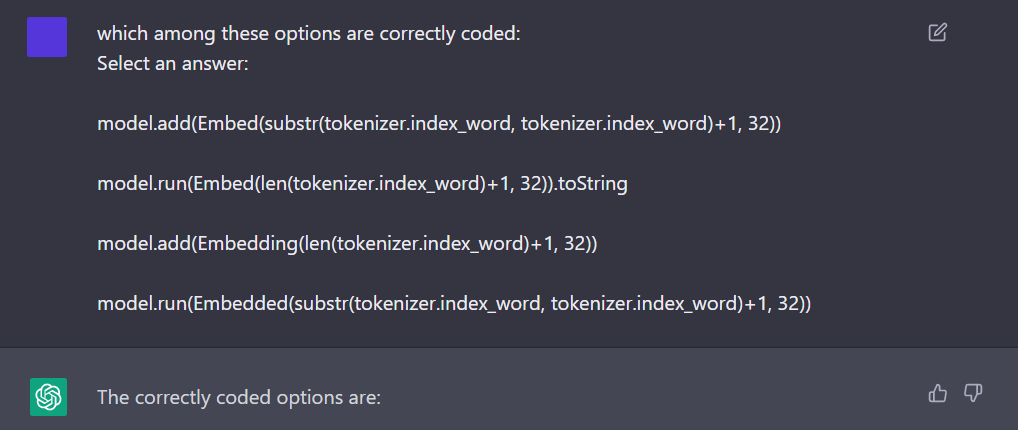 which among these options are correctly coded:
Select an answer:
model.add(Embed(substr(tokenizer.index_word, tokenizer.index_word)+1, 32))
model.run(Embed(len(tokenizer.index_word)+1, 32)).toString
model.add(Embedding(len(tokenizer.index_word)+1, 32))
model.run(Embedded(substr(tokenizer.index_word, tokenizer.index_word)+1, 32))
The correctly coded options are: